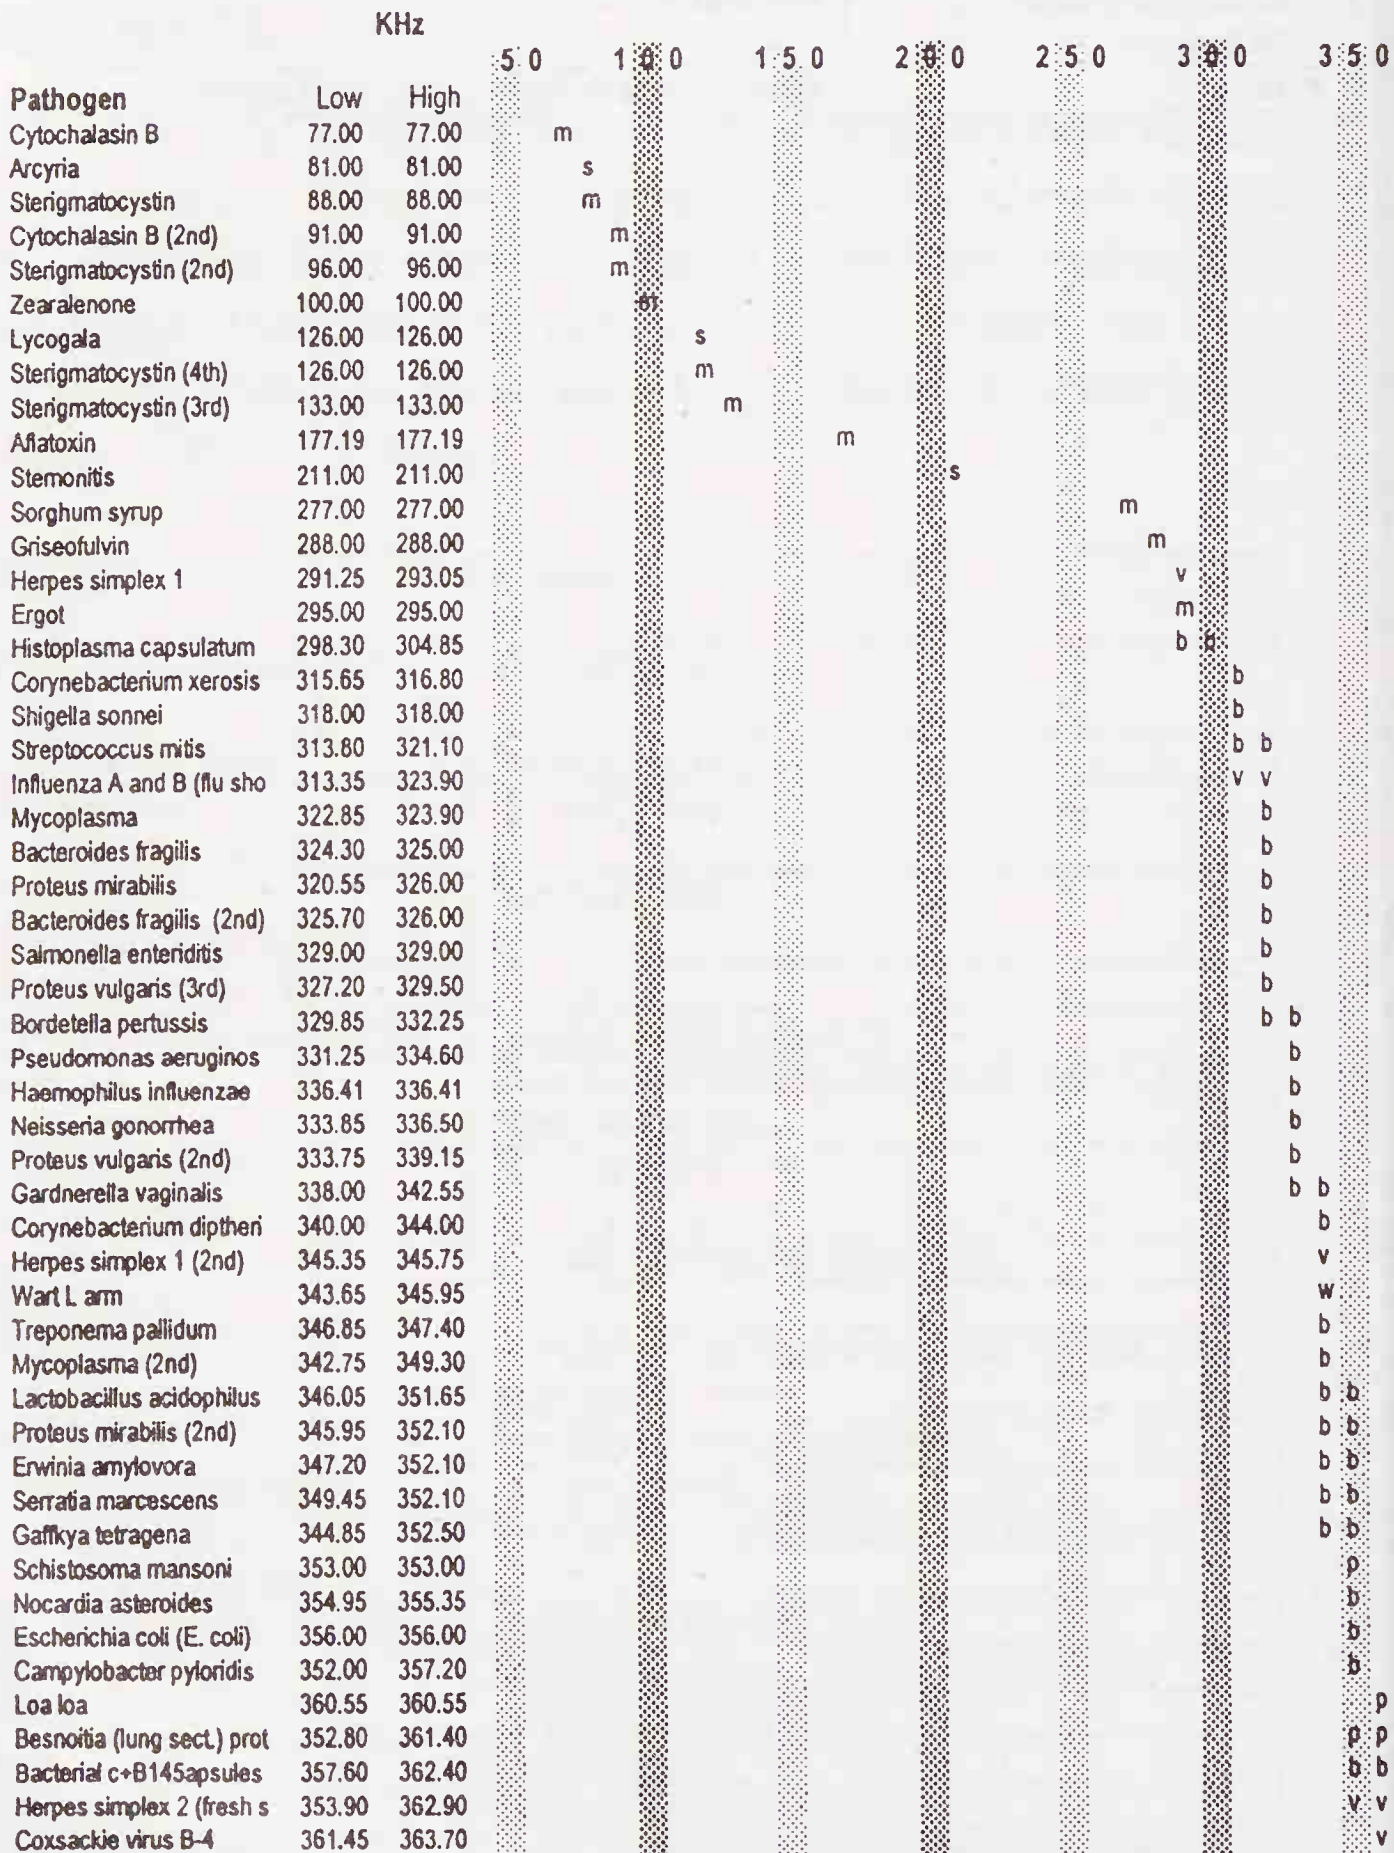 KHz
50 100 150 200 250 300 350
Pathogen Low High
Cytochalasin B 77.00 77.00 m
Arcyria 81.00 81.00 s
Sterigmatocystin 88.00 88.00 m
Cytochalasin B (2nd) 91.00 91.00 m
Sterigmatocystin (2nd) 96.00 96.00 m
Zearalenone 100.00 100.00 m
Lycogala 126.00 126.00 s
Sterigmatocystin (4th) 126.00 126.00 m
Sterigmatocystin (3rd) 133.00 133.00 m
Aflatoxin 177.19 177.19 m
Stemonitis 211.00 211.00 s
Sorghum syrup 277.00 277.00 m
Griseofulvin 288.00 288.00 m
Herpes simplex 1 291.25 293.05 v
Ergot 295.00 295.00 m
Histoplasma capsulatum 298.30 304.85 b b
Corynebacterium xerosis 315.65 316.80 b
Shigella sonnei 318.00 318.00 b
Streptococcus mitis 313.80 321.10 b b
Influenza A and B (flu sho 313.35 323.90 v v
Mycoplasma 322.85 323.90 b
Bacteroides fragilis 324.30 325.00 b
Proteus mirabilis 320.55 326.00 b
Bacteroides fragilis (2nd) 325.70 326.00 b
Salmonella enteriditis 329.00 329.00 b
Proteus vulgaris (3rd) 327.20 329.50 b
Bordetella pertussis 329.85 332.25 b b
Pseudomonas aeruginos 331.25 334.60 b
Haemophilus influenzae 336.41 336.41 b
Neisseria gonorrhea 333.85 336.50 b
Proteus vulgaris (2nd) 333.75 339.15 b
Gardnerella vaginalis 338.00 342.55 b b
Corynebacterium diptheri 340.00 344.00 b
Herpes simplex 1 (2nd) 345.35 345.75 v
Wart L arm 343.65 345.95 w
Treponema pallidum 346.85 347.40 b
Mycoplasma (2nd) 342.75 349.30 b
Lactobacillus acidophilus 346.05 351.65 b b
Proteus mirabilis (2nd) 345.95 352.10 b b
Erwinia amylovora 347.20 352.10 b b
Serratia marcescens 349.45 352.10 b b
Gaffkya tetragena 344.85 352.50 b b
Schistosoma mansoni 353.00 353.00 p
Nocardia asteroides 354.95 355.35 b
Escherichia coli (E. coli) 356.00 356.00 b
Campylobacter pyloridis 352.00 357.20 b
Loa loa 360.55 360.55 p
Besnoitia (lung sect.) prot 352.80 361.40 p p
Bacterial c+B145apsules 357.60 362.40 b b
Herpes simplex 2 (fresh s 353.90 362.90 v v
Coxsackie virus B-4 361.45 363.70 v